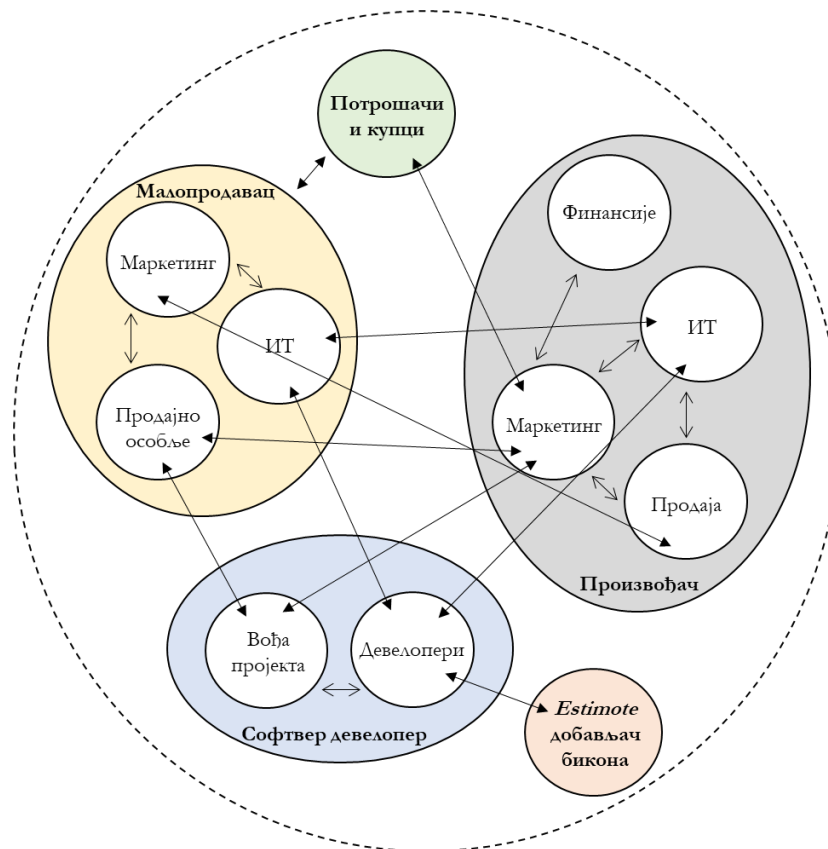 Потрошачи
и купци
Малопродавац
Маркетинг
ИТ
Продајно
особље
Финансије
ИТ
Маркетинг
Продаја
Произвођач
Вођа
пројекта
Девелопери
Софтвер девелопер
Estimote
добављач
бикона